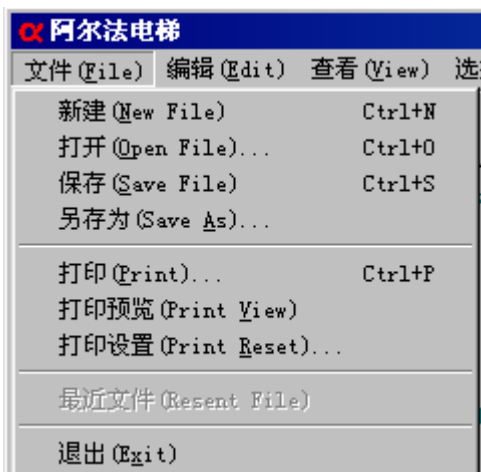 α 阿尔法电梯
文件(File) 编辑(Edit) 查看(View) 选
新建(New File) Ctrl+N
打开(Open File)... Ctrl+O
保存(Save File) Ctrl+S
另存为(Save As)...
打印(Print)... Ctrl+P
打印预览(Print View)
打印设置(Print Reset)...
最近文件(Resent File)
退出(Exit)